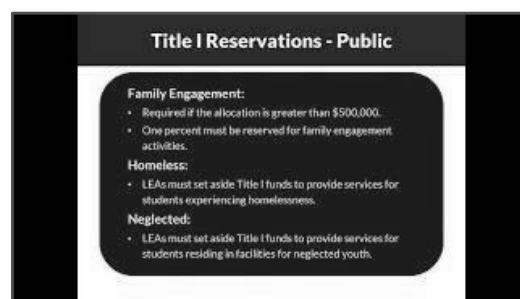 Title I Reservations - Public
Family Engagement:
• Required if the allocation is greater than $500,000.
• One percent must be reserved for family engagement
activities.
Homeless:
• LEAs must set aside Title I funds to provide services for
students experiencing homelessness.
Neglected:
• LEAs must set aside Title I funds to provide services for
students residing in facilities for neglected youth.